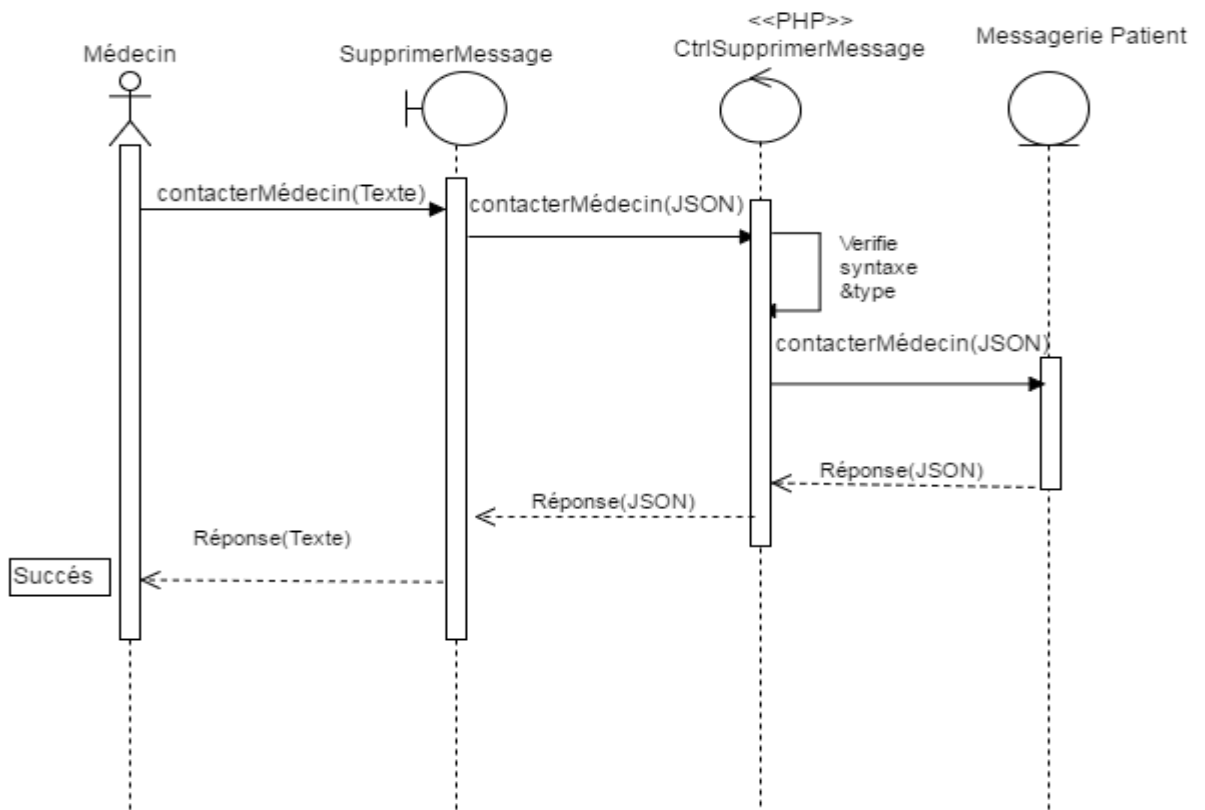 <<PHP>>
Médecin
SupprimerMessage
CtrlSupprimerMessage
Messagerie Patient
contacterMédecin(Texte)
contacterMédecin(JSON)
Verifie
syntaxe
&type
contacterMédecin(JSON)
Réponse(JSON)
Réponse(JSON)
Réponse(Texte)
Succés